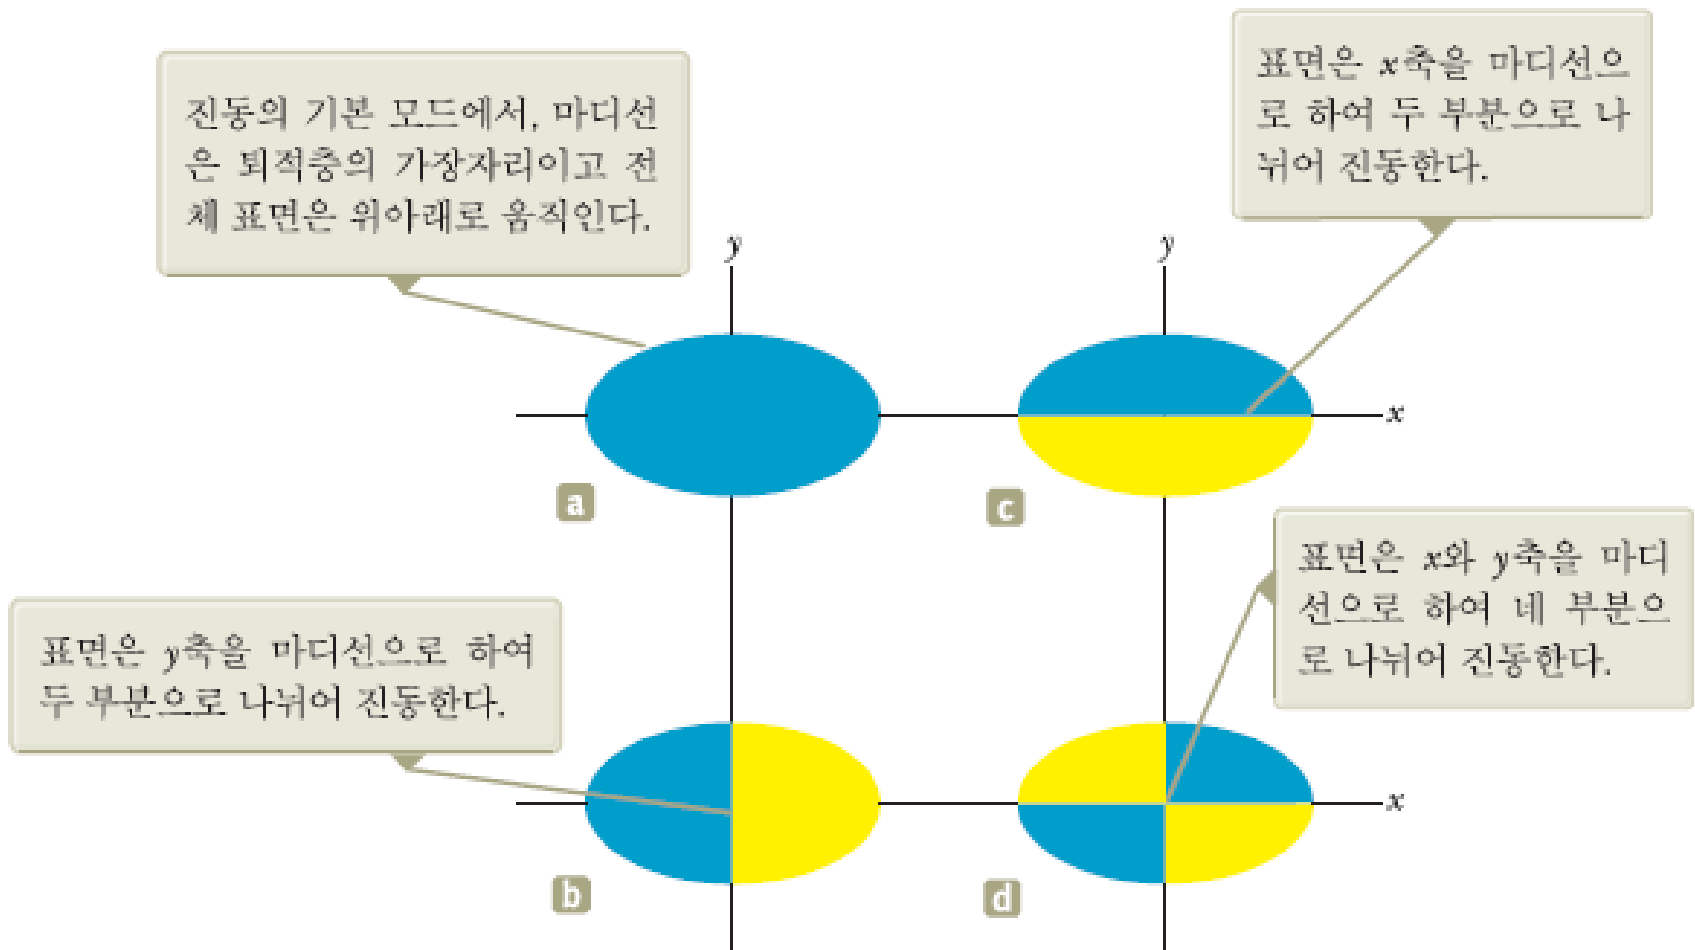 진동의 기본 모드에서, 마디선
은 퇴적층의 가장자리이고 전
체 표면은 위아래로 움직인다.
표면은 x축을 마디선으
로 하여 두 부분으로 나
뉘어 진동한다.
y
y
x
a
c
표면은 y축을 마디선으로 하여
두 부분으로 나뉘어 진동한다.
표면은 x와 y축을 마디
선으로 하여 네 부분으
로 나뉘어 진동한다.
x
b
d